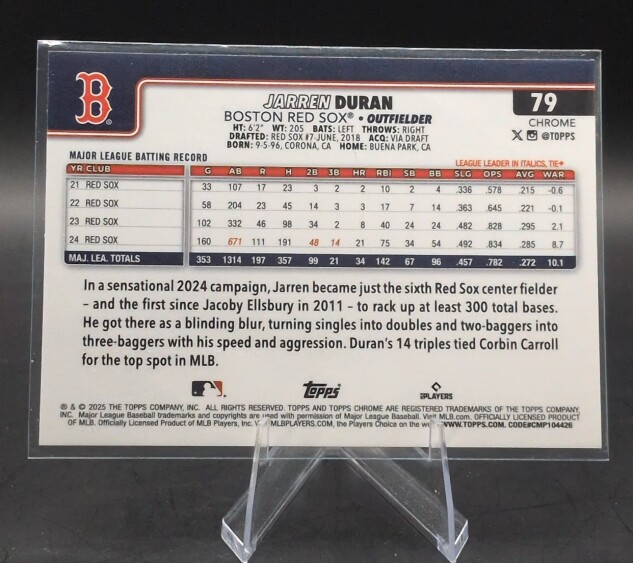 B
JARREN DURAN
79
BOSTON RED SOX® • OUTFIELDER
CHROME
HT: 6'2" WT: 205 BATS: LEFT THROWS: RIGHT
@TOPPS
DRAFTED: RED SOX #7-JUNE, 2018 ACQ: VIA DRAFT
BORN: 9-5-96, CORONA, CA HOME: BUENA PARK, CA
MAJOR LEAGUE BATTING RECORD
LEAGUE LEADER IN ITALICS, TIE♦
YR CLUB G AB R H 2B 3B HR RBI SB BB SLG OPS AVG WAR
21 RED SOX 33 107 17 23 3 2 2 10 2 4 .336 .578 .215 -0.6
22 RED SOX 58 204 23 45 14 3 3 17 7 14 .363 .645 .221 -0.1
23 RED SOX 102 332 46 98 34 2 8 40 24 24 .482 .828 .295 2.1
24 RED SOX 160 671 111 191 48 14 21 75 34 54 .492 .834 .285 8.7
MAJ. LEA. TOTALS 353 1314 197 357 99 21 34 142 67 96 .457 .782 .272 10.1
In a sensational 2024 campaign, Jarren became just the sixth Red Sox center fielder
– and the first since Jacoby Ellsbury in 2011 – to rack up at least 300 total bases.
He got there as a blinding blur, turning singles into doubles and two-baggers into
three-baggers with his speed and aggression. Duran's 14 triples tied Corbin Carroll
for the top spot in MLB.
Topps
PLAYERS
® & © 2025 THE TOPPS COMPANY, INC. ALL RIGHTS RESERVED. TOPPS AND TOPPS CHROME ARE REGISTERED TRADEMARKS OF THE TOPPS COMPANY,
INC. Major League Baseball trademarks and copyrights are used with permission of Major League Baseball. Visit MLB.com. OFFICIALLY LICENSED PRODUCT
OF MLB. Officially Licensed Product of MLB Players, Inc. MLBPLAYERS.COM, the Players Choice on the WWW.TOPPS.COM. CODE#CMP104426